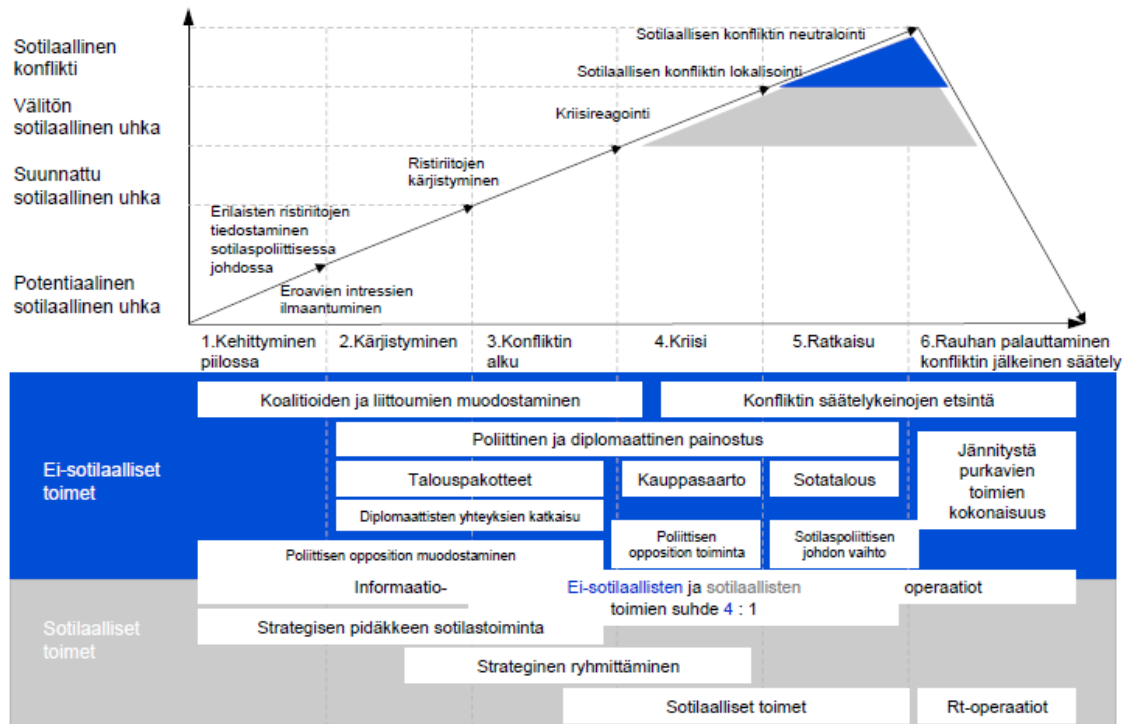 Sotilaallinen
konflikti
Välitön
sotilaallinen uhka
Suunnattu
sotilaallinen uhka
Potentiaalinen
sotilaallinen uhka
Sotilaallisen konfliktin neutralointi
Sotilaallisen konfliktin lokalisointi
Kriisireagointi
Ristiriitojen
kärjistyminen
Erilaisten ristiriitojen
tiedostaminen
sotilaspoliittisessa
johdossa
Eroavien intressien
ilmaantuminen
1.Kehittyminen
piilossa
2.Kärjistyminen
3.Konfliktin
alku
4.Kriisi
5.Ratkaisu
6.Rauhan palauttaminen
konfliktin jälkeinen säätely
Ei-sotilaalliset
toimet
Koalitioiden ja liittoumien muodostaminen
Konfliktin säätelykeinojen etsintä
Poliittinen ja diplomaattinen painostus
Talouspakotteet
Kauppasaarto
Sotatalous
Jännitystä
purkavien
toimien
kokonaisuus
Diplomaattisten yhteyksien katkaisu
Poliittisen opposition muodostaminen
Poliittisen
opposition toiminta
Sotilaspoliittisen
johdon vaihto
Informaatio-
Ei-sotilaallisten ja sotilaallisten
toimien suhde 4 : 1
operaatiot
Sotilaalliset
toimet
Strategisen pidäkkeen sotilastoiminta
Strateginen ryhmittäminen
Sotilaalliset toimet
Rt-operaatiot